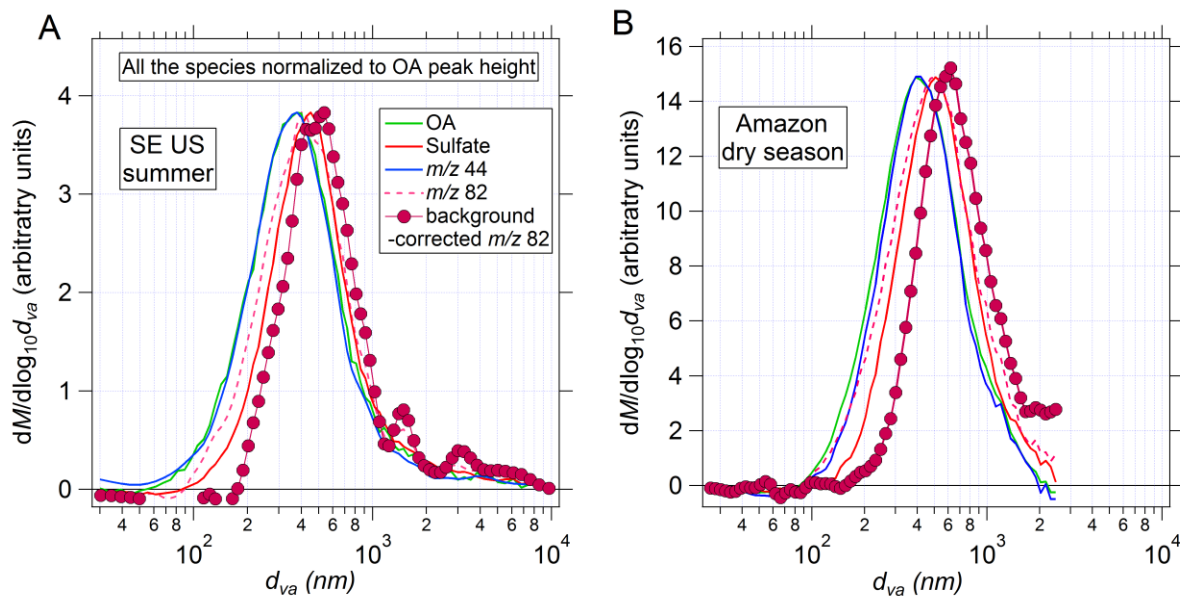 A
All the species normalized to OA peak height
SE US
summer
OA
Sulfate
m/z 44
m/z 82
background
-corrected m/z 82
dM/dlog10dva (arbitratry units)
4
3
2
1
0
4 6 8 2 4 6 8 2 4 6 8
10^2 10^3 10^4
dva (nm)
B
Amazon
dry season
dM/dlog10dva (arbitratry units)
16
14
12
10
8
6
4
2
0
4 6 8 2 4 6 8 2 4 6 8
10^2 10^3 10^4
dva (nm)